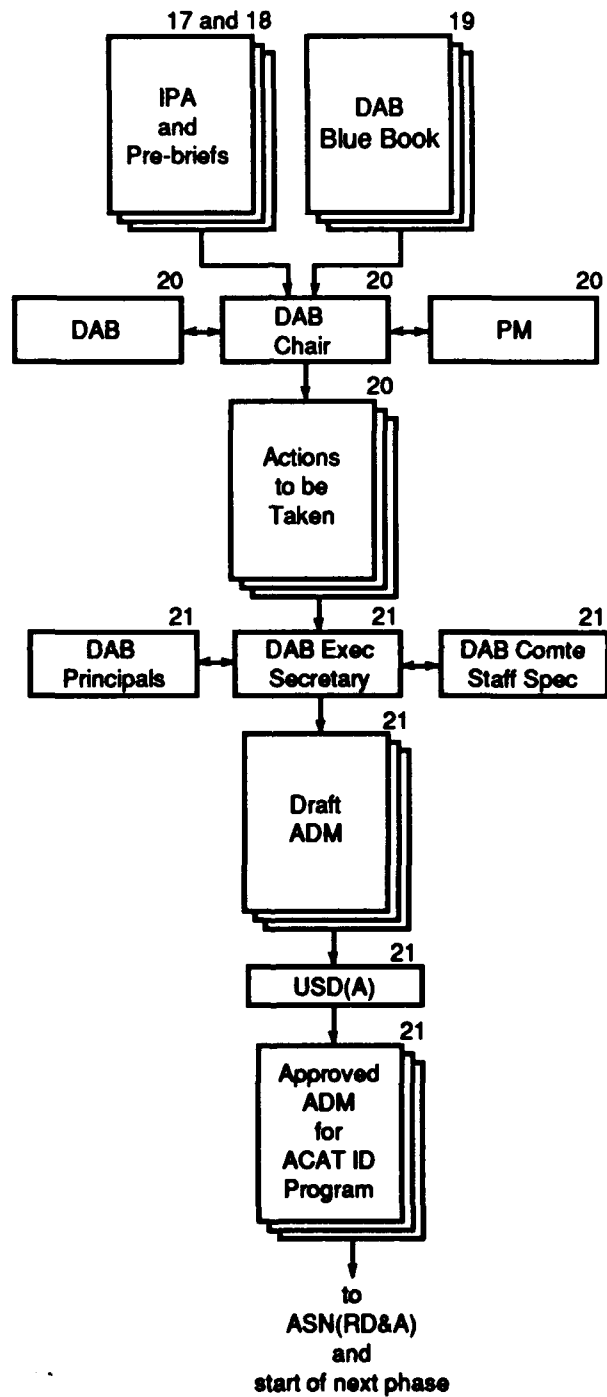 17 and 18
19
IPA
and
Pre-briefs
DAB
Blue Book
20
20
20
DAB
DAB
Chair
PM
20
Actions
to be
Taken
21
21
21
DAB
Principals
DAB Exec
Secretary
DAB Comte
Staff Spec
21
Draft
ADM
21
USD(A)
21
Approved
ADM
for
ACAT ID
Program
to
ASN(RD&A)
and
start of next phase